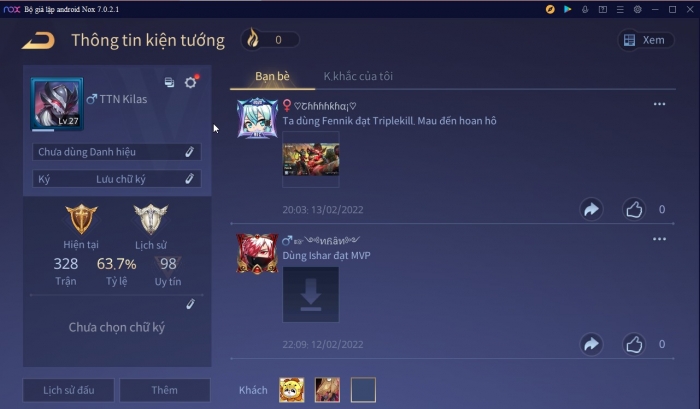 nox Bộ giả lập android Nox 7.0.2.1
Thông tin kiện tướng
0
Xem
Bạn bè
K.khắc của tôi
TTN Kilas
Lv.27
Chưa dùng Danh hiệu
Ký Lưu chữ ký
Hiện tại
Lịch sử
328
63.7%
98
Trận
Tỷ lệ
Uy tín
Chưa chọn chữ ký
Lịch sử đấu
Thêm
Ta dùng Fennik đạt Triplekill. Mau đến hoan hô
20:03: 13/02/2022
0
Dùng Ishar đạt MVP
22:09: 12/02/2022
0
Khách